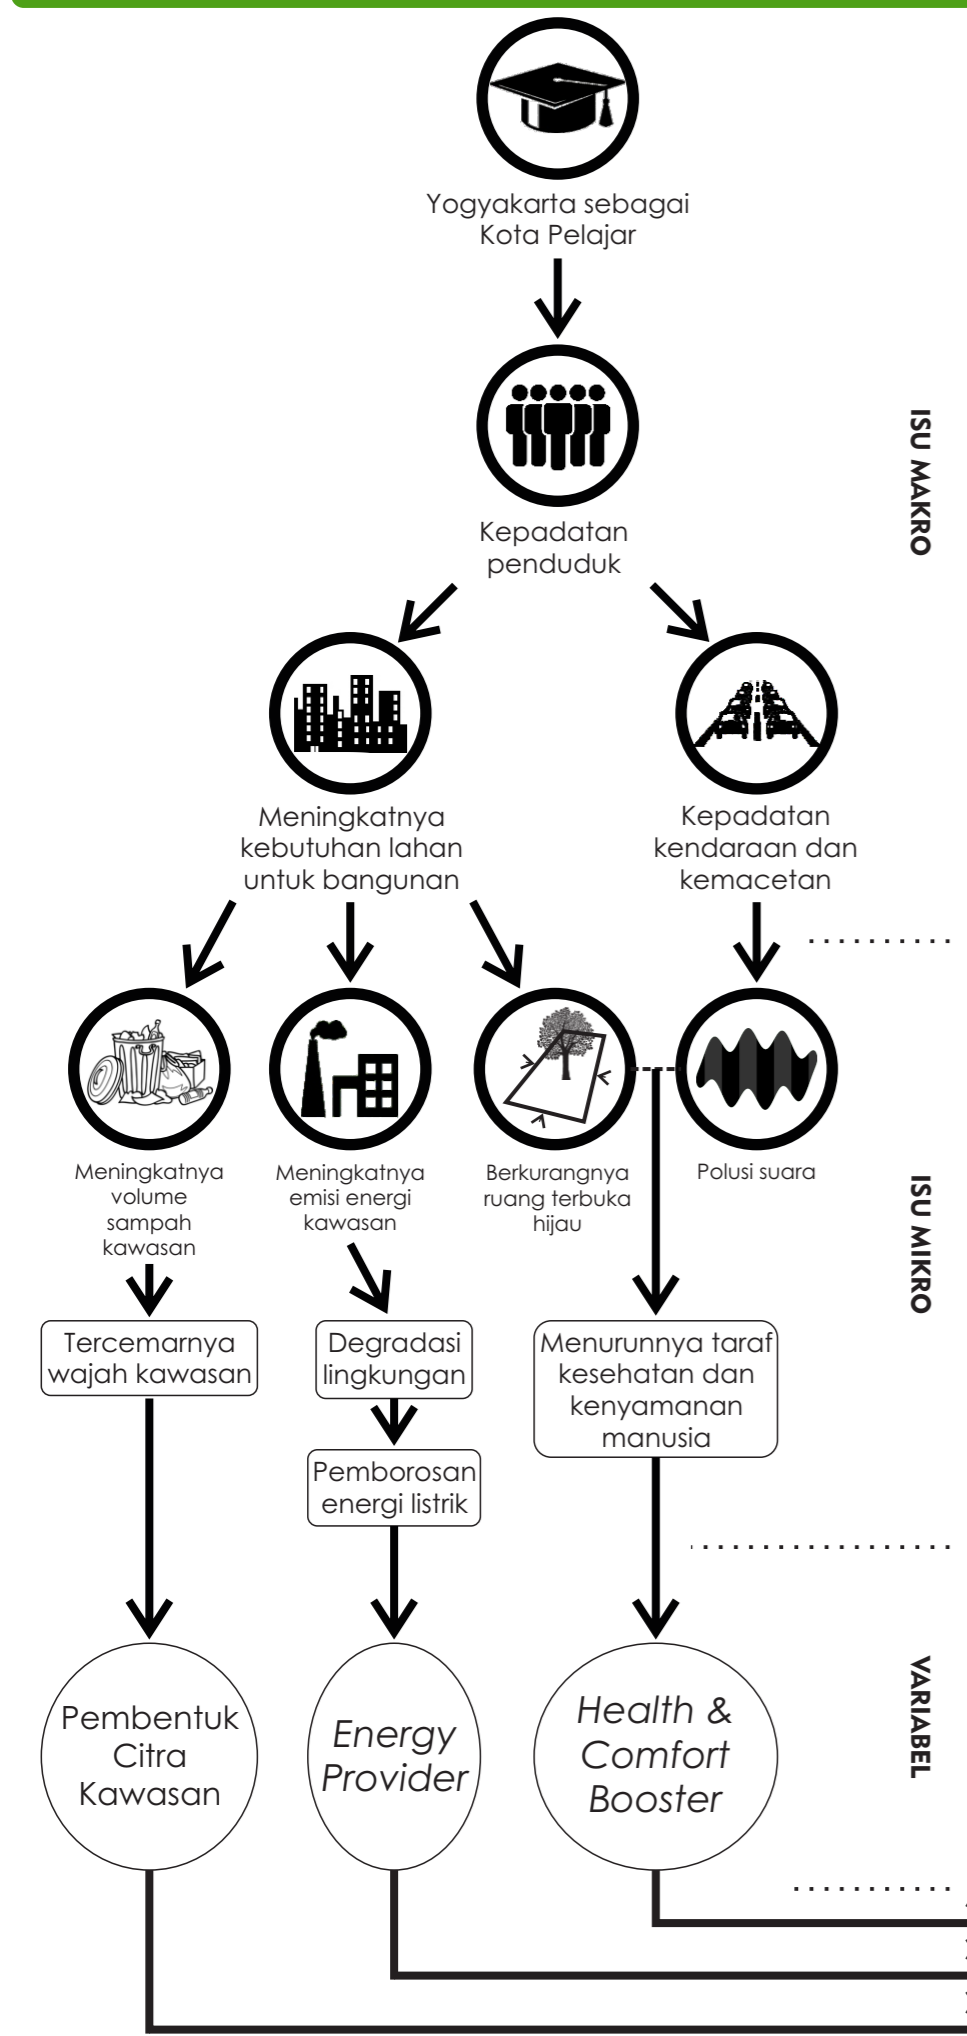 Yogyakarta sebagai
Kota Pelajar
Kepadatan
penduduk
ISU MAKRO
Meningkatnya
kebutuhan lahan
untuk bangunan
Kepadatan
kendaraan dan
kemacetan
Meningkatnya
volume
sampah
kawasan
Meningkatnya
emisi energi
kawasan
Berkurangnya
ruang terbuka
hijau
Polusi suara
ISU MIKRO
Tercemarnya
wajah kawasan
Degradasi
lingkungan
Menurunnya taraf
kesehatan dan
kenyamanan
manusia
Pemborosan
energi listrik
Pembentuk
Citra
Kawasan
Energy
Provider
Health &
Comfort
Booster
VARIABEL